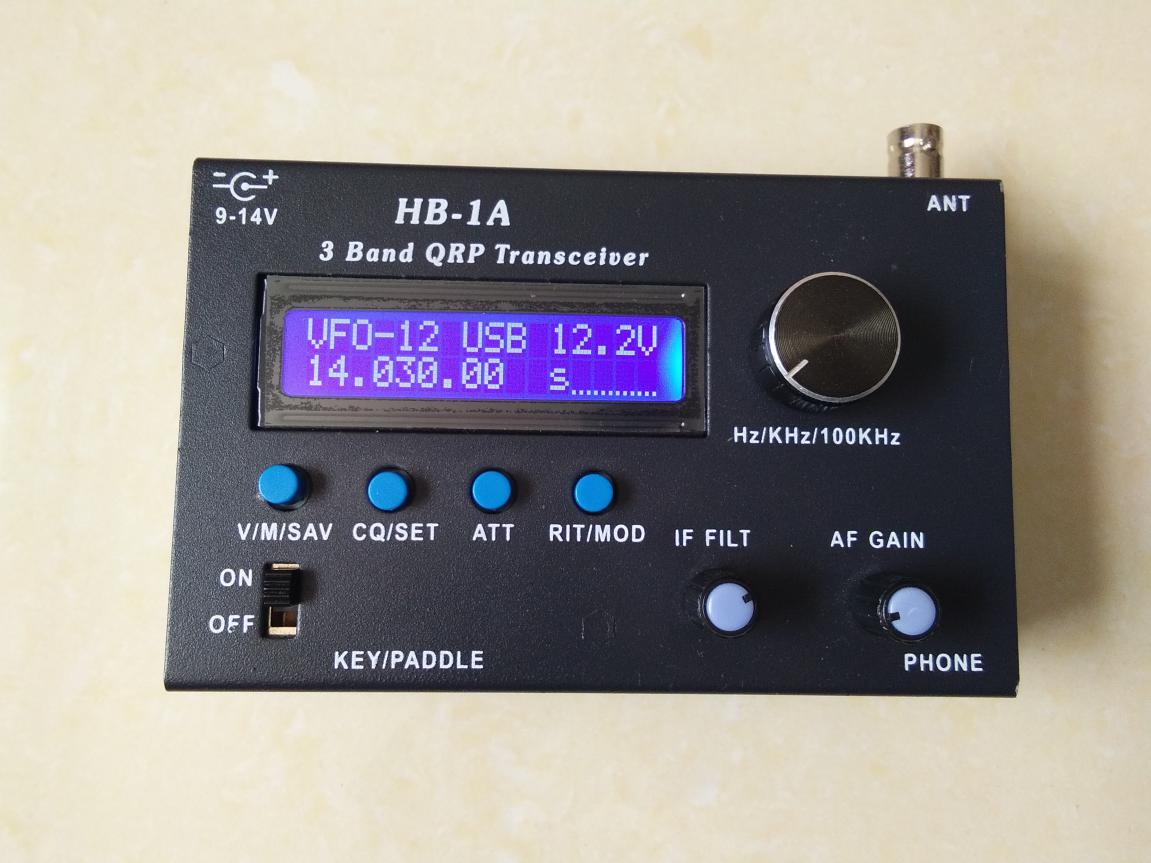 - +
9-14V
HB-1A
3 Band QRP Transceiver
ANT
VFO-12 USB 12.2V
14.030.00 s...........
Hz/KHz/100KHz
V/M/SAV CQ/SET ATT RIT/MOD
IF FILT AF GAIN
ON
OFF
KEY/PADDLE
PHONE